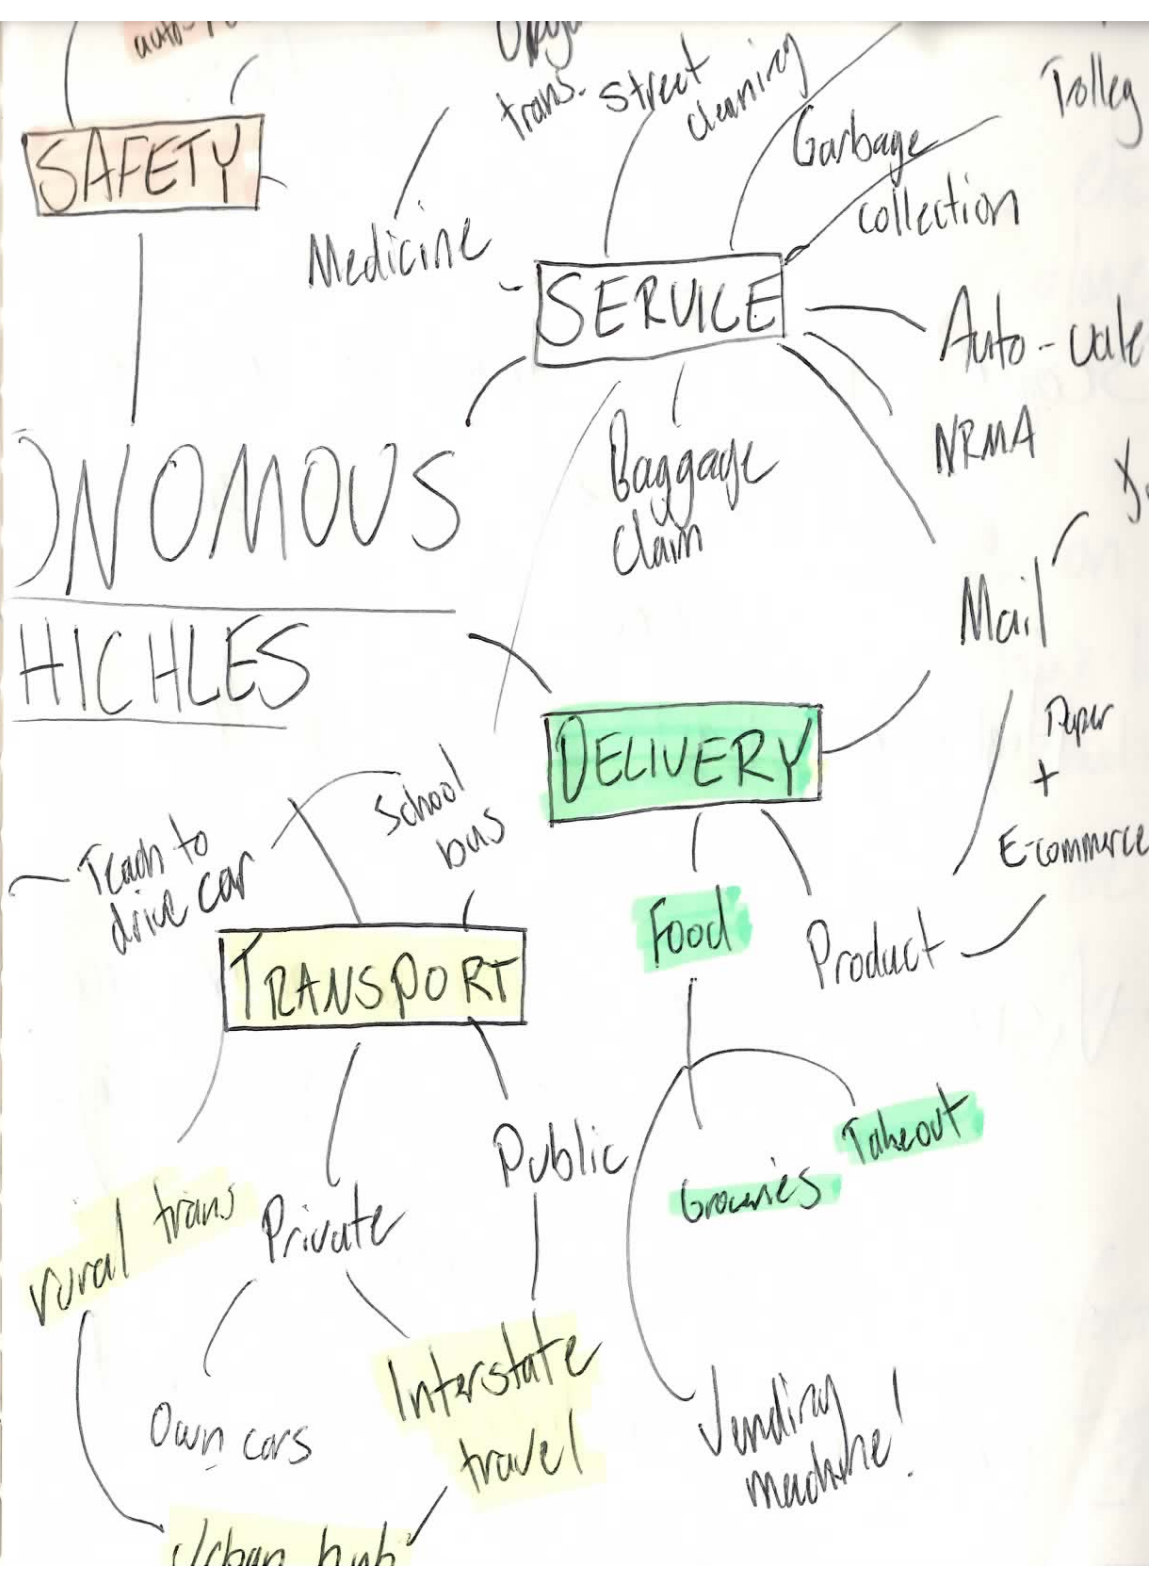 trans.
street
cleaning
Trolley
SAFETY
Garbage
collection
Medicine
SERVICE
Auto-vale
NRMA
Baggage
claim
ONOMOUS
HICHLES
Mail
DELIVERY
Paper
+
E-commerce
School
bus
Teach to
drive car
Food
Product
TRANSPORT
Public
Takeout
Groceries
rural trans
Private
Interstate
travel
Own cars
Vending
machine!
Urban hub